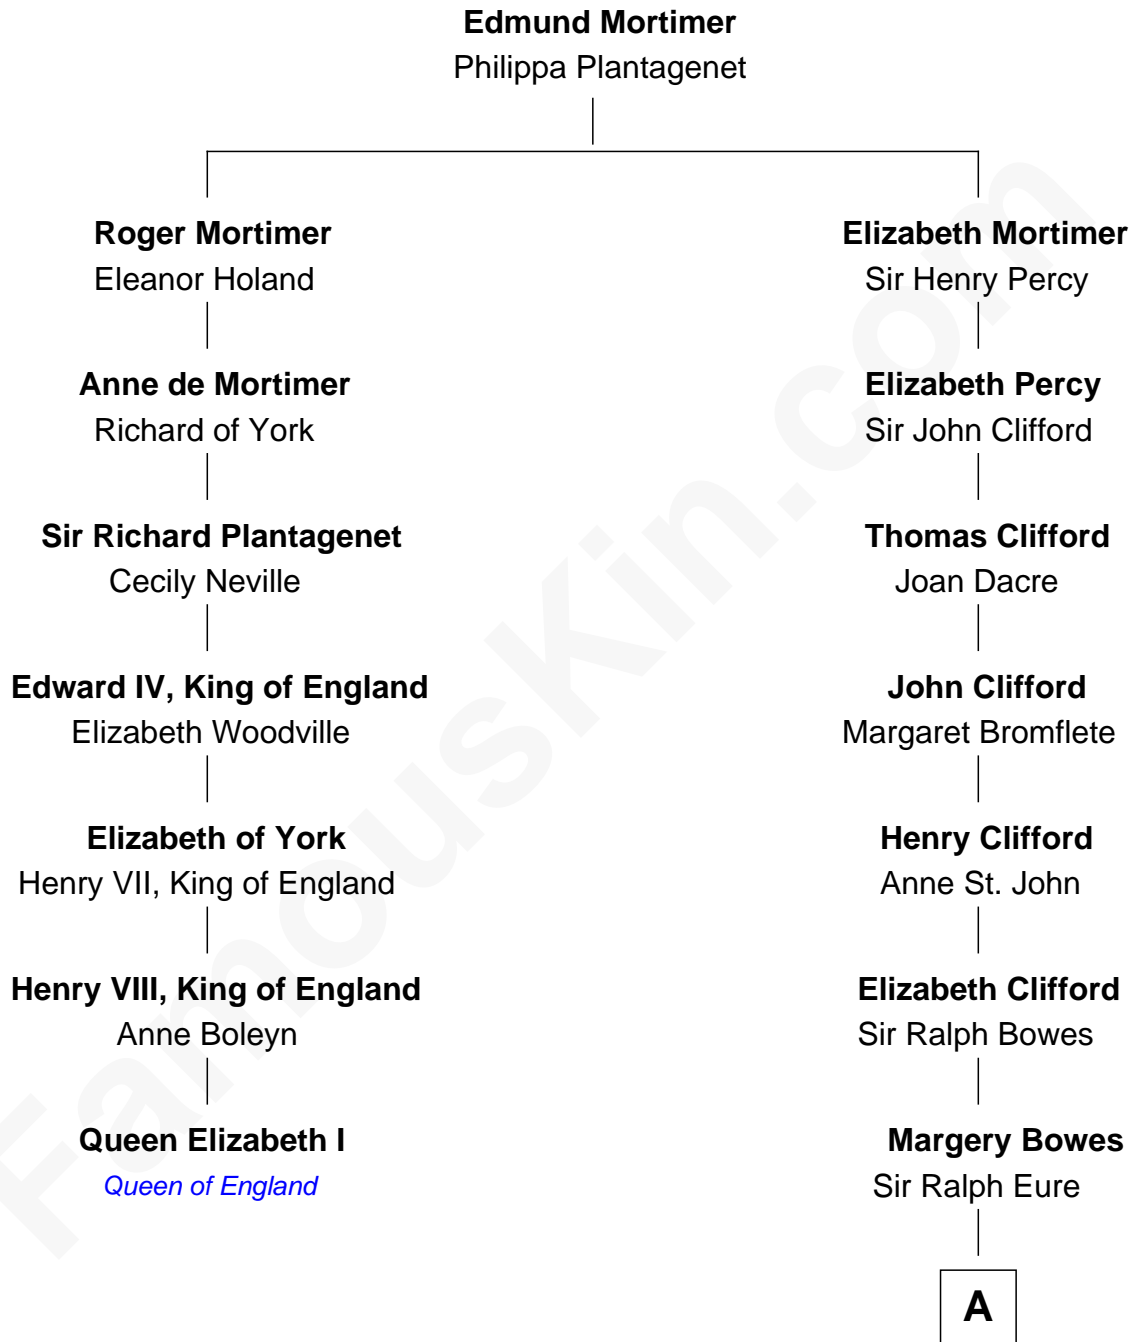 Edmund Mortimer
Philippa Plantagenet
Roger Mortimer
Eleanor Holand
Anne de Mortimer
Richard of York
Sir Richard Plantagenet
Cecily Neville
Edward IV, King of England
Elizabeth Woodville
Elizabeth of York
Henry VII, King of England
Henry VIII, King of England
Anne Boleyn
Queen Elizabeth I
Queen of England
Elizabeth Mortimer
Sir Henry Percy
Elizabeth Percy
Sir John Clifford
Thomas Clifford
Joan Dacre
John Clifford
Margaret Bromflete
Henry Clifford
Anne St. John
Elizabeth Clifford
Sir Ralph Bowes
Margery Bowes
Sir Ralph Eure
A
FamousKin.com